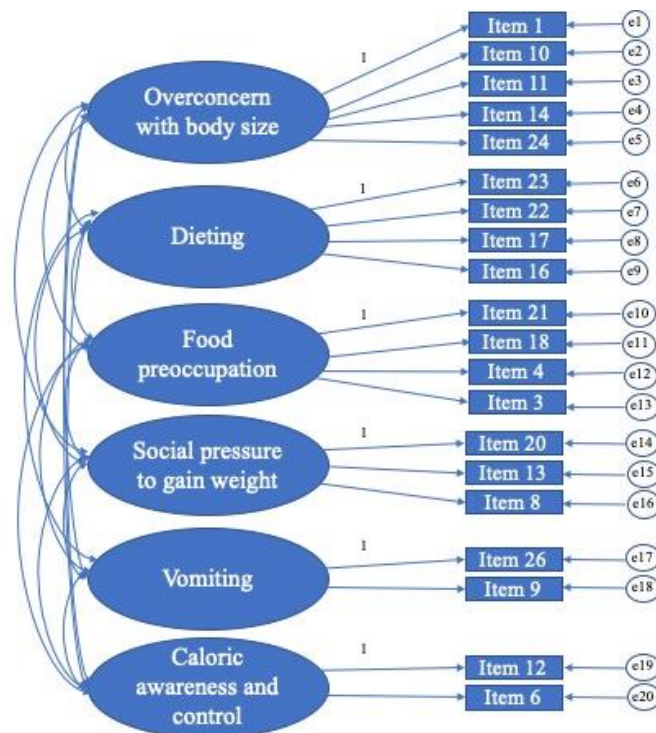 Overconcern
with body size
1
Item 1
e1
Item 10
e2
Item 11
e3
Item 14
e4
Item 24
e5
Dieting
1
Item 23
e6
Item 22
e7
Item 17
e8
Item 16
e9
Food
preoccupation
1
Item 21
e10
Item 18
e11
Item 4
e12
Item 3
e13
Social pressure
to gain weight
1
Item 20
e14
Item 13
e15
Item 8
e16
Vomiting
1
Item 26
e17
Item 9
e18
Caloric
awareness and
control
1
Item 12
e19
Item 6
e20